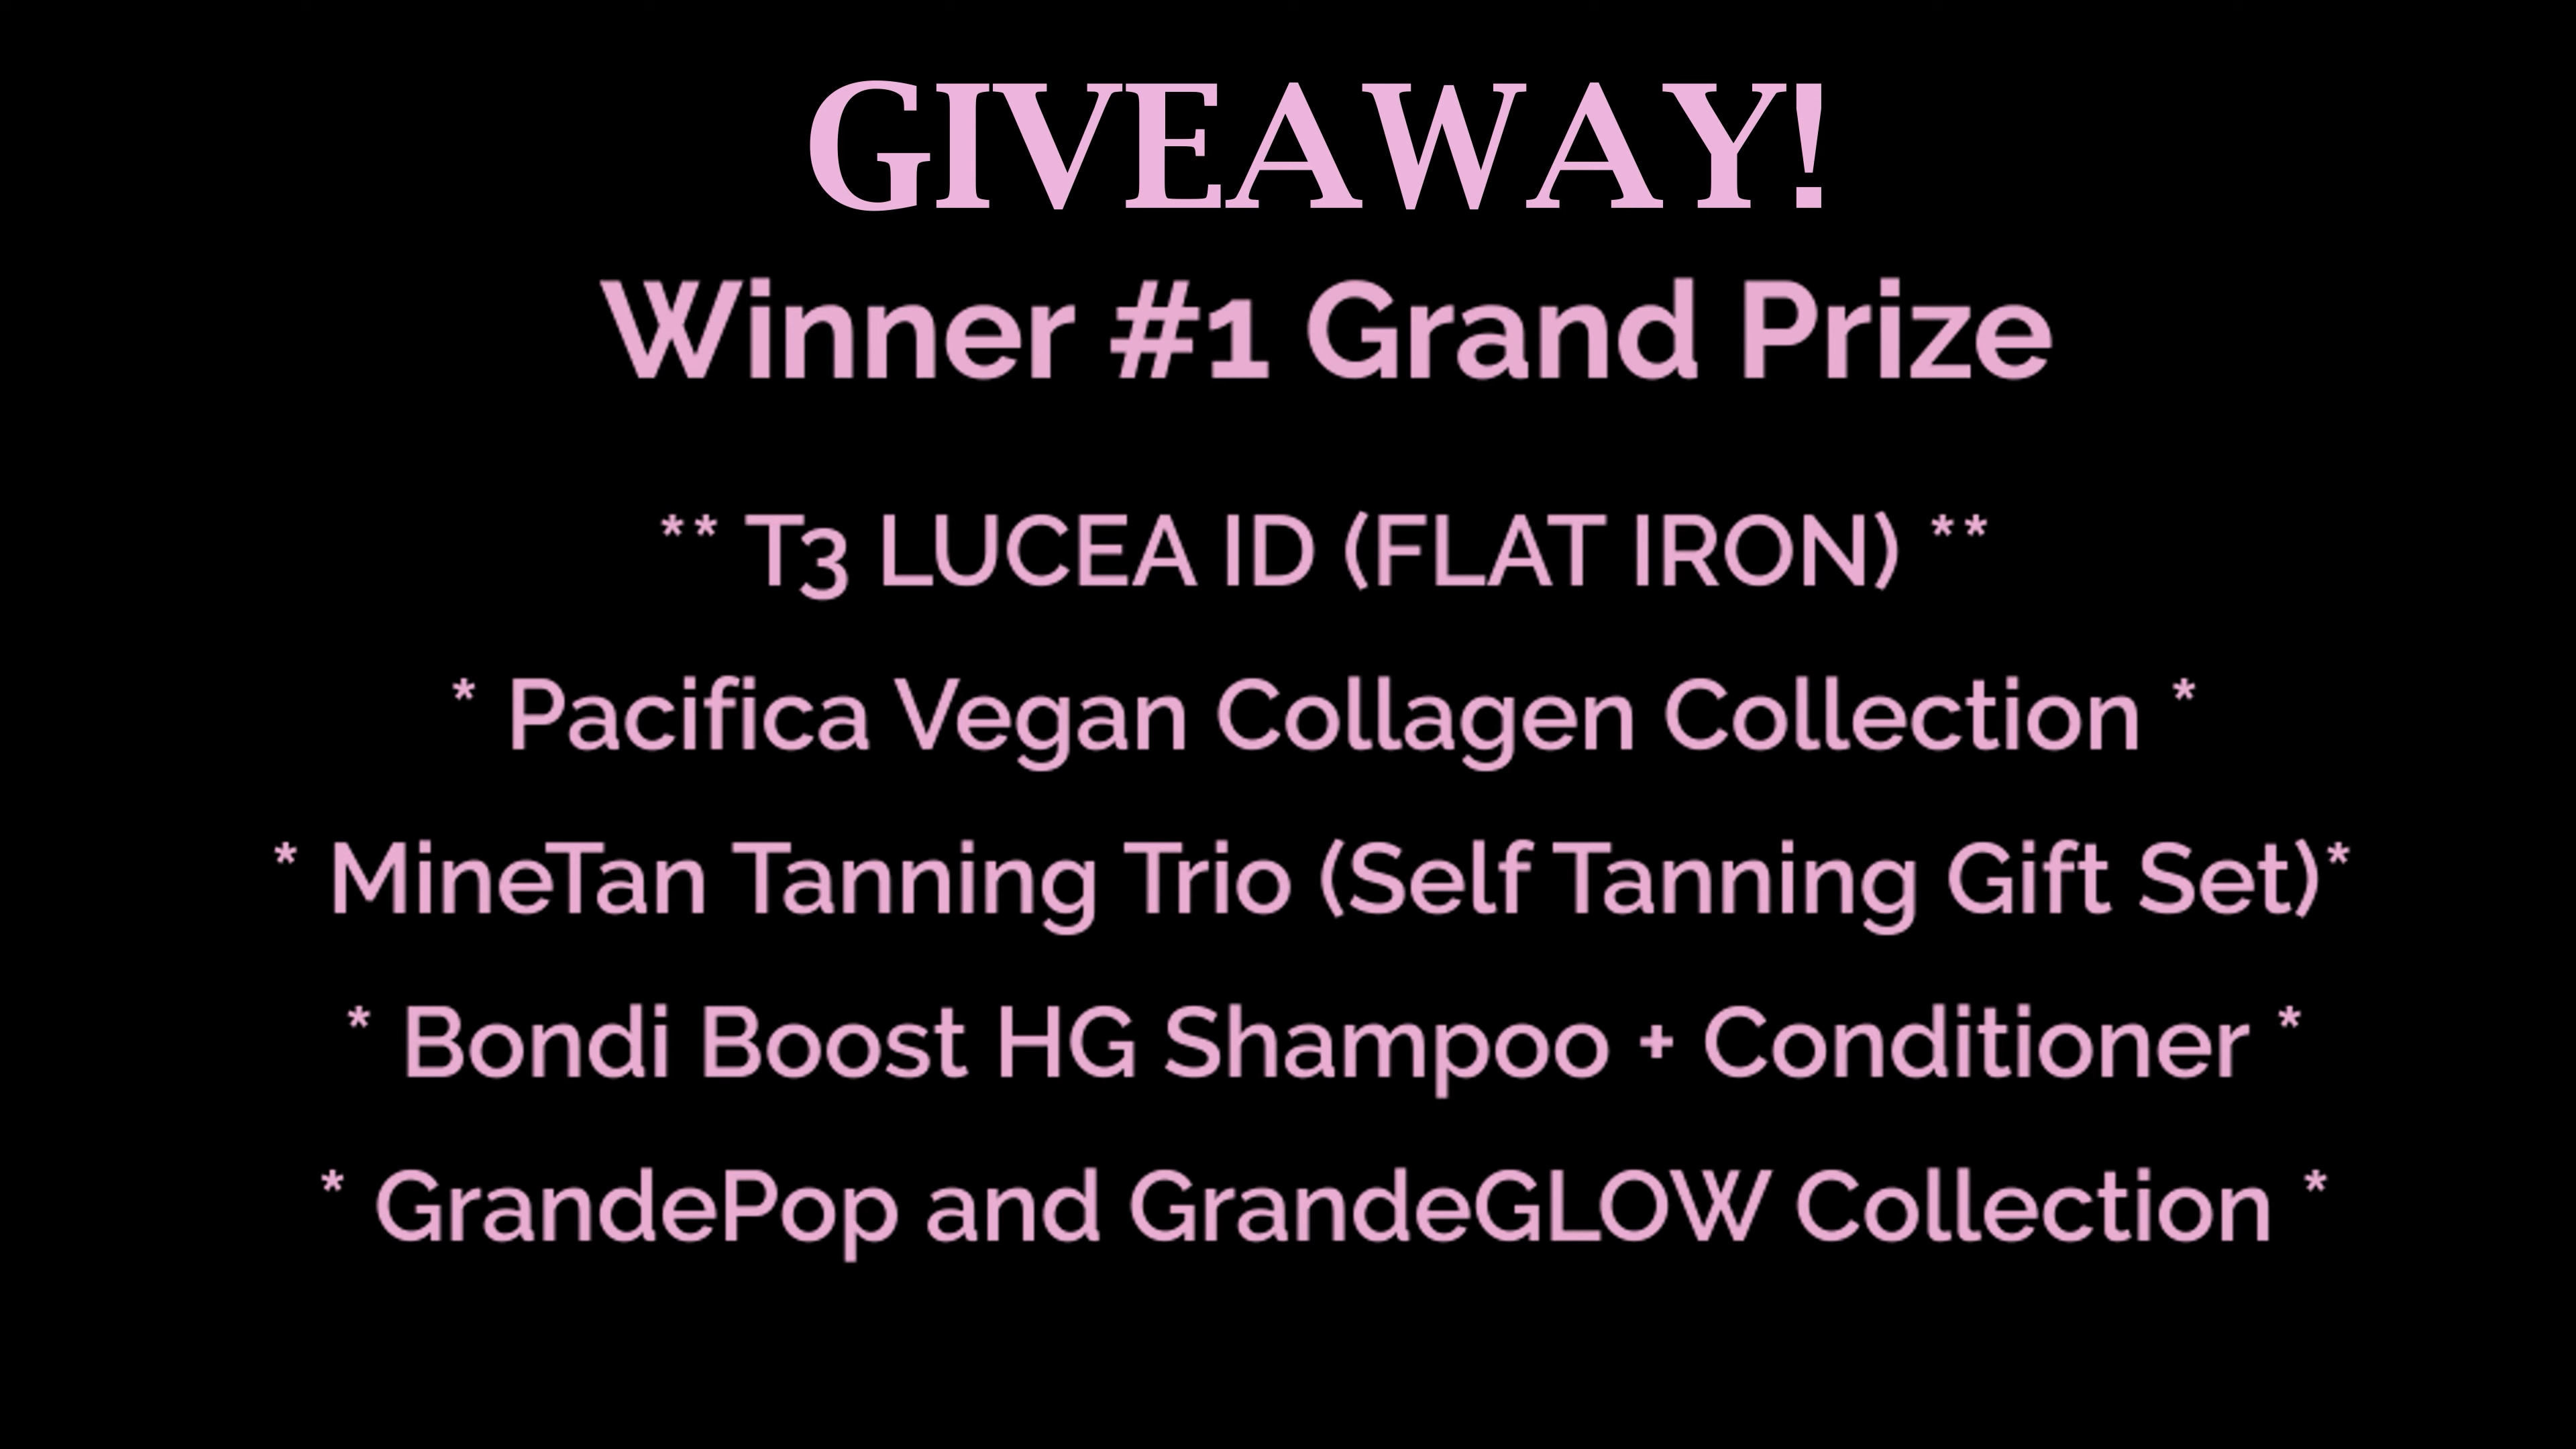 GIVEAWAY!
Winner #1 Grand Prize
** T3 LUCEA ID (FLAT IRON) **
* Pacifica Vegan Collagen Collection *
* MineTan Tanning Trio (Self Tanning Gift Set)*
* Bondi Boost HG Shampoo + Conditioner *
* GrandePop and GrandeGLOW Collection *